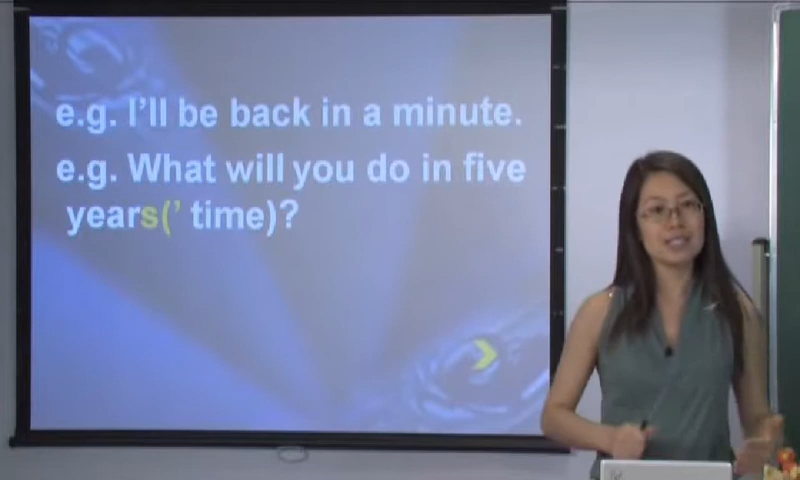 e.g. I'll be back in a minute.
e.g. What will you do in five
years(' time)?